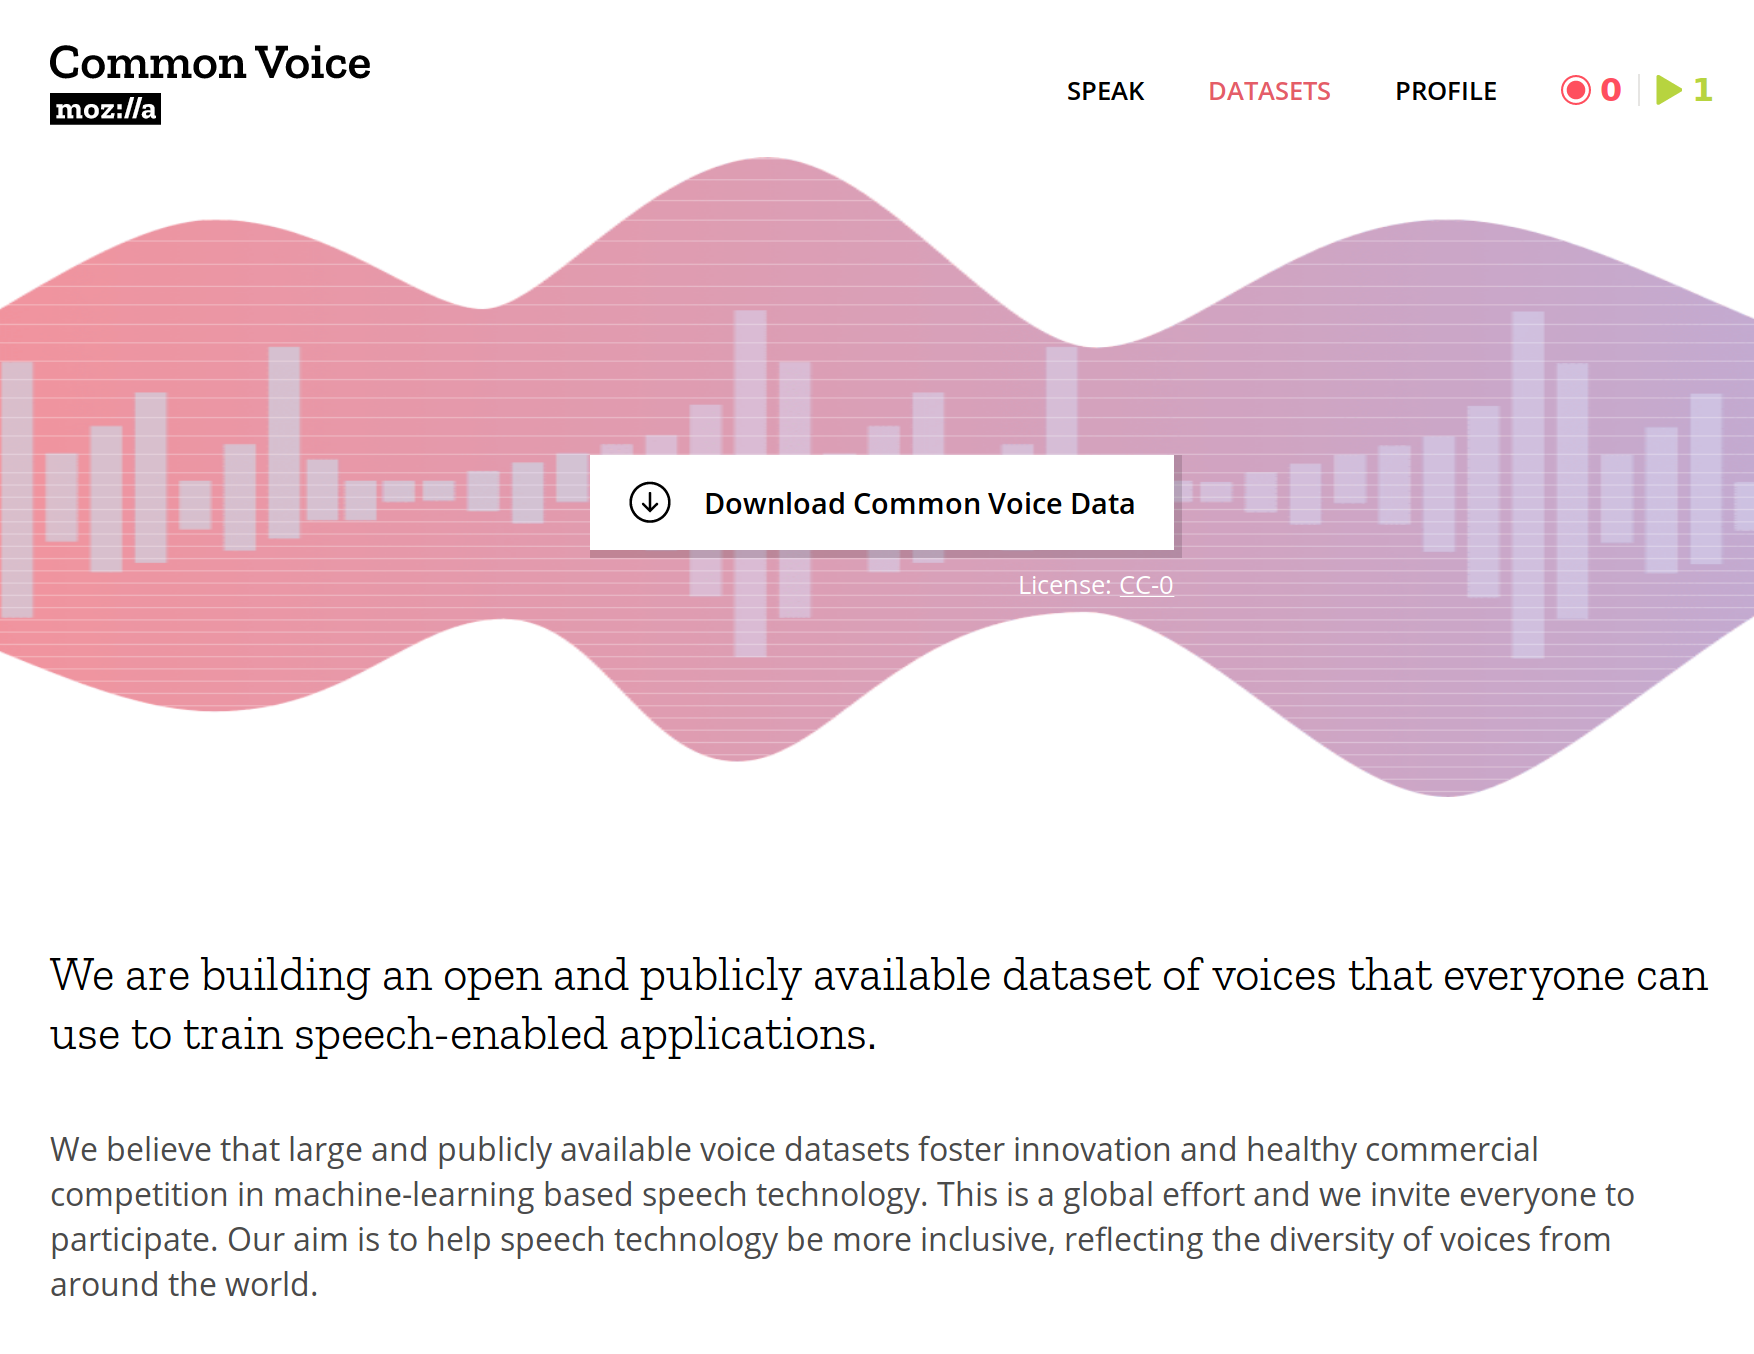 Common Voice
moz://a
SPEAK DATASETS PROFILE 0 1
Download Common Voice Data
License: CC-0
We are building an open and publicly available dataset of voices that everyone can
use to train speech-enabled applications.
We believe that large and publicly available voice datasets foster innovation and healthy commercial
competition in machine-learning based speech technology. This is a global effort and we invite everyone to
participate. Our aim is to help speech technology be more inclusive, reflecting the diversity of voices from
around the world.